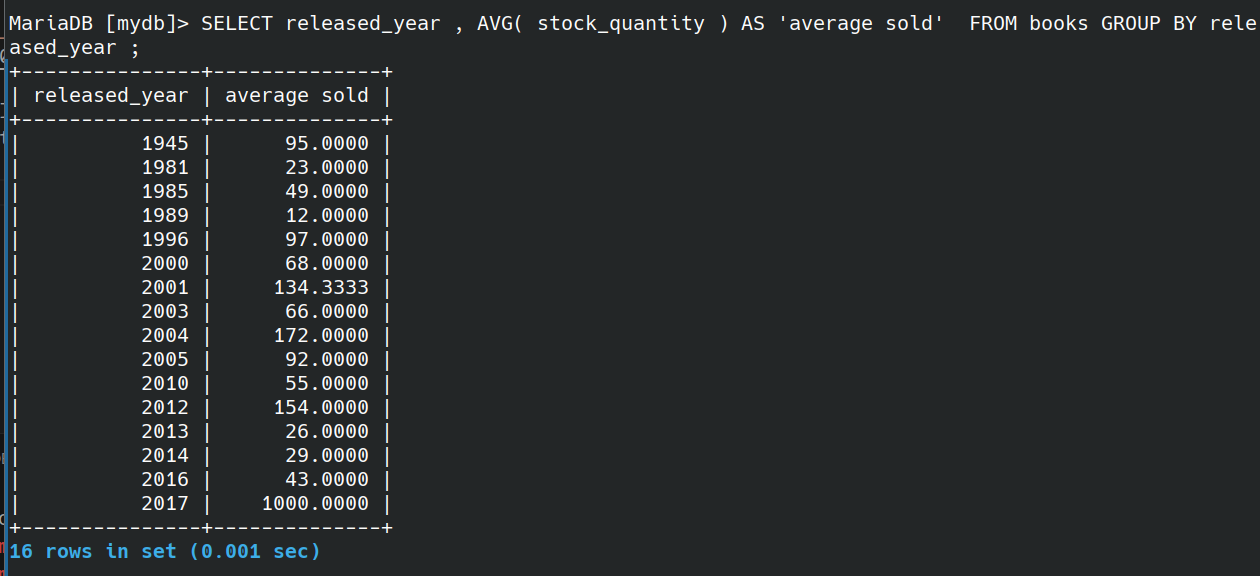 MariaDB [mydb]> SELECT released_year , AVG( stock_quantity ) AS 'average sold'  FROM books GROUP BY rele
ased_year ;
+---------------+--------------+
| released_year | average sold |
+---------------+--------------+
|          1945 |      95.0000 |
|          1981 |      23.0000 |
|          1985 |      49.0000 |
|          1989 |      12.0000 |
|          1996 |      97.0000 |
|          2000 |      68.0000 |
|          2001 |     134.3333 |
|          2003 |      66.0000 |
|          2004 |     172.0000 |
|          2005 |      92.0000 |
|          2010 |      55.0000 |
|          2012 |     154.0000 |
|          2013 |      26.0000 |
|          2014 |      29.0000 |
|          2016 |      43.0000 |
|          2017 |    1000.0000 |
+---------------+--------------+
16 rows in set (0.001 sec)